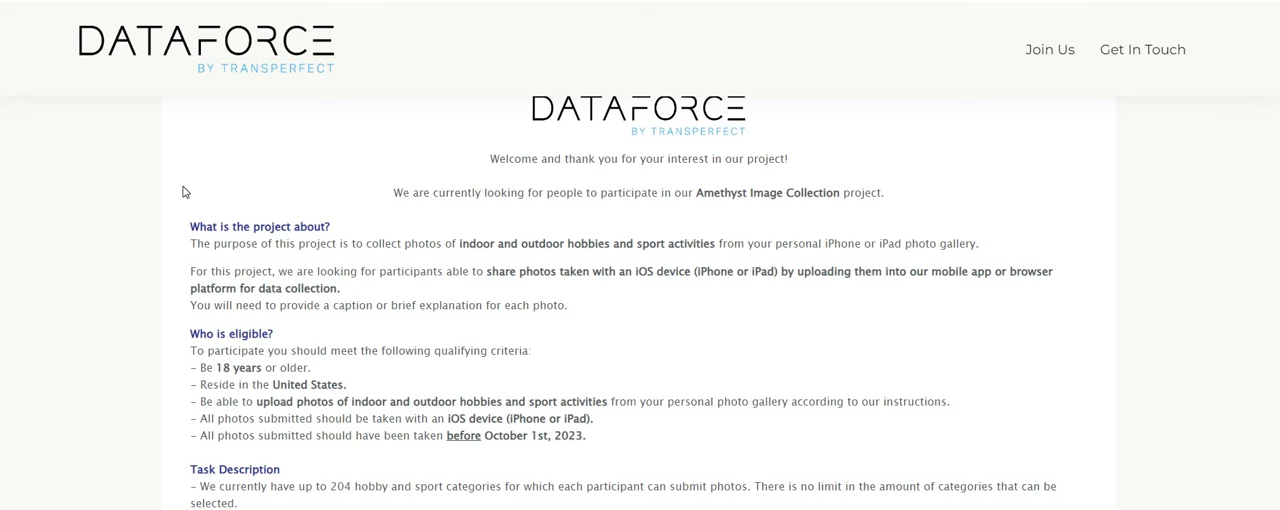 DATAFORCE
BY TRANSPERFECT
Join Us
Get In Touch
DATAFORCE
BY TRANSPERFECT
Welcome and thank you for your interest in our project!
We are currently looking for people to participate in our Amethyst Image Collection project.
What is the project about?
The purpose of this project is to collect photos of indoor and outdoor hobbies and sport activities from your personal iPhone or iPad photo gallery.
For this project, we are looking for participants able to share photos taken with an iOS device (iPhone or iPad) by uploading them into our mobile app or browser
platform for data collection.
You will need to provide a caption or brief explanation for each photo.
Who is eligible?
To participate you should meet the following qualifying criteria:
– Be 18 years or older.
– Reside in the United States.
– Be able to upload photos of indoor and outdoor hobbies and sport activities from your personal photo gallery according to our instructions.
– All photos submitted should be taken with an iOS device (iPhone or iPad).
– All photos submitted should have been taken before October 1st, 2023.
Task Description
– We currently have up to 204 hobby and sport categories for which each participant can submit photos. There is no limit in the amount of categories that can be
selected.